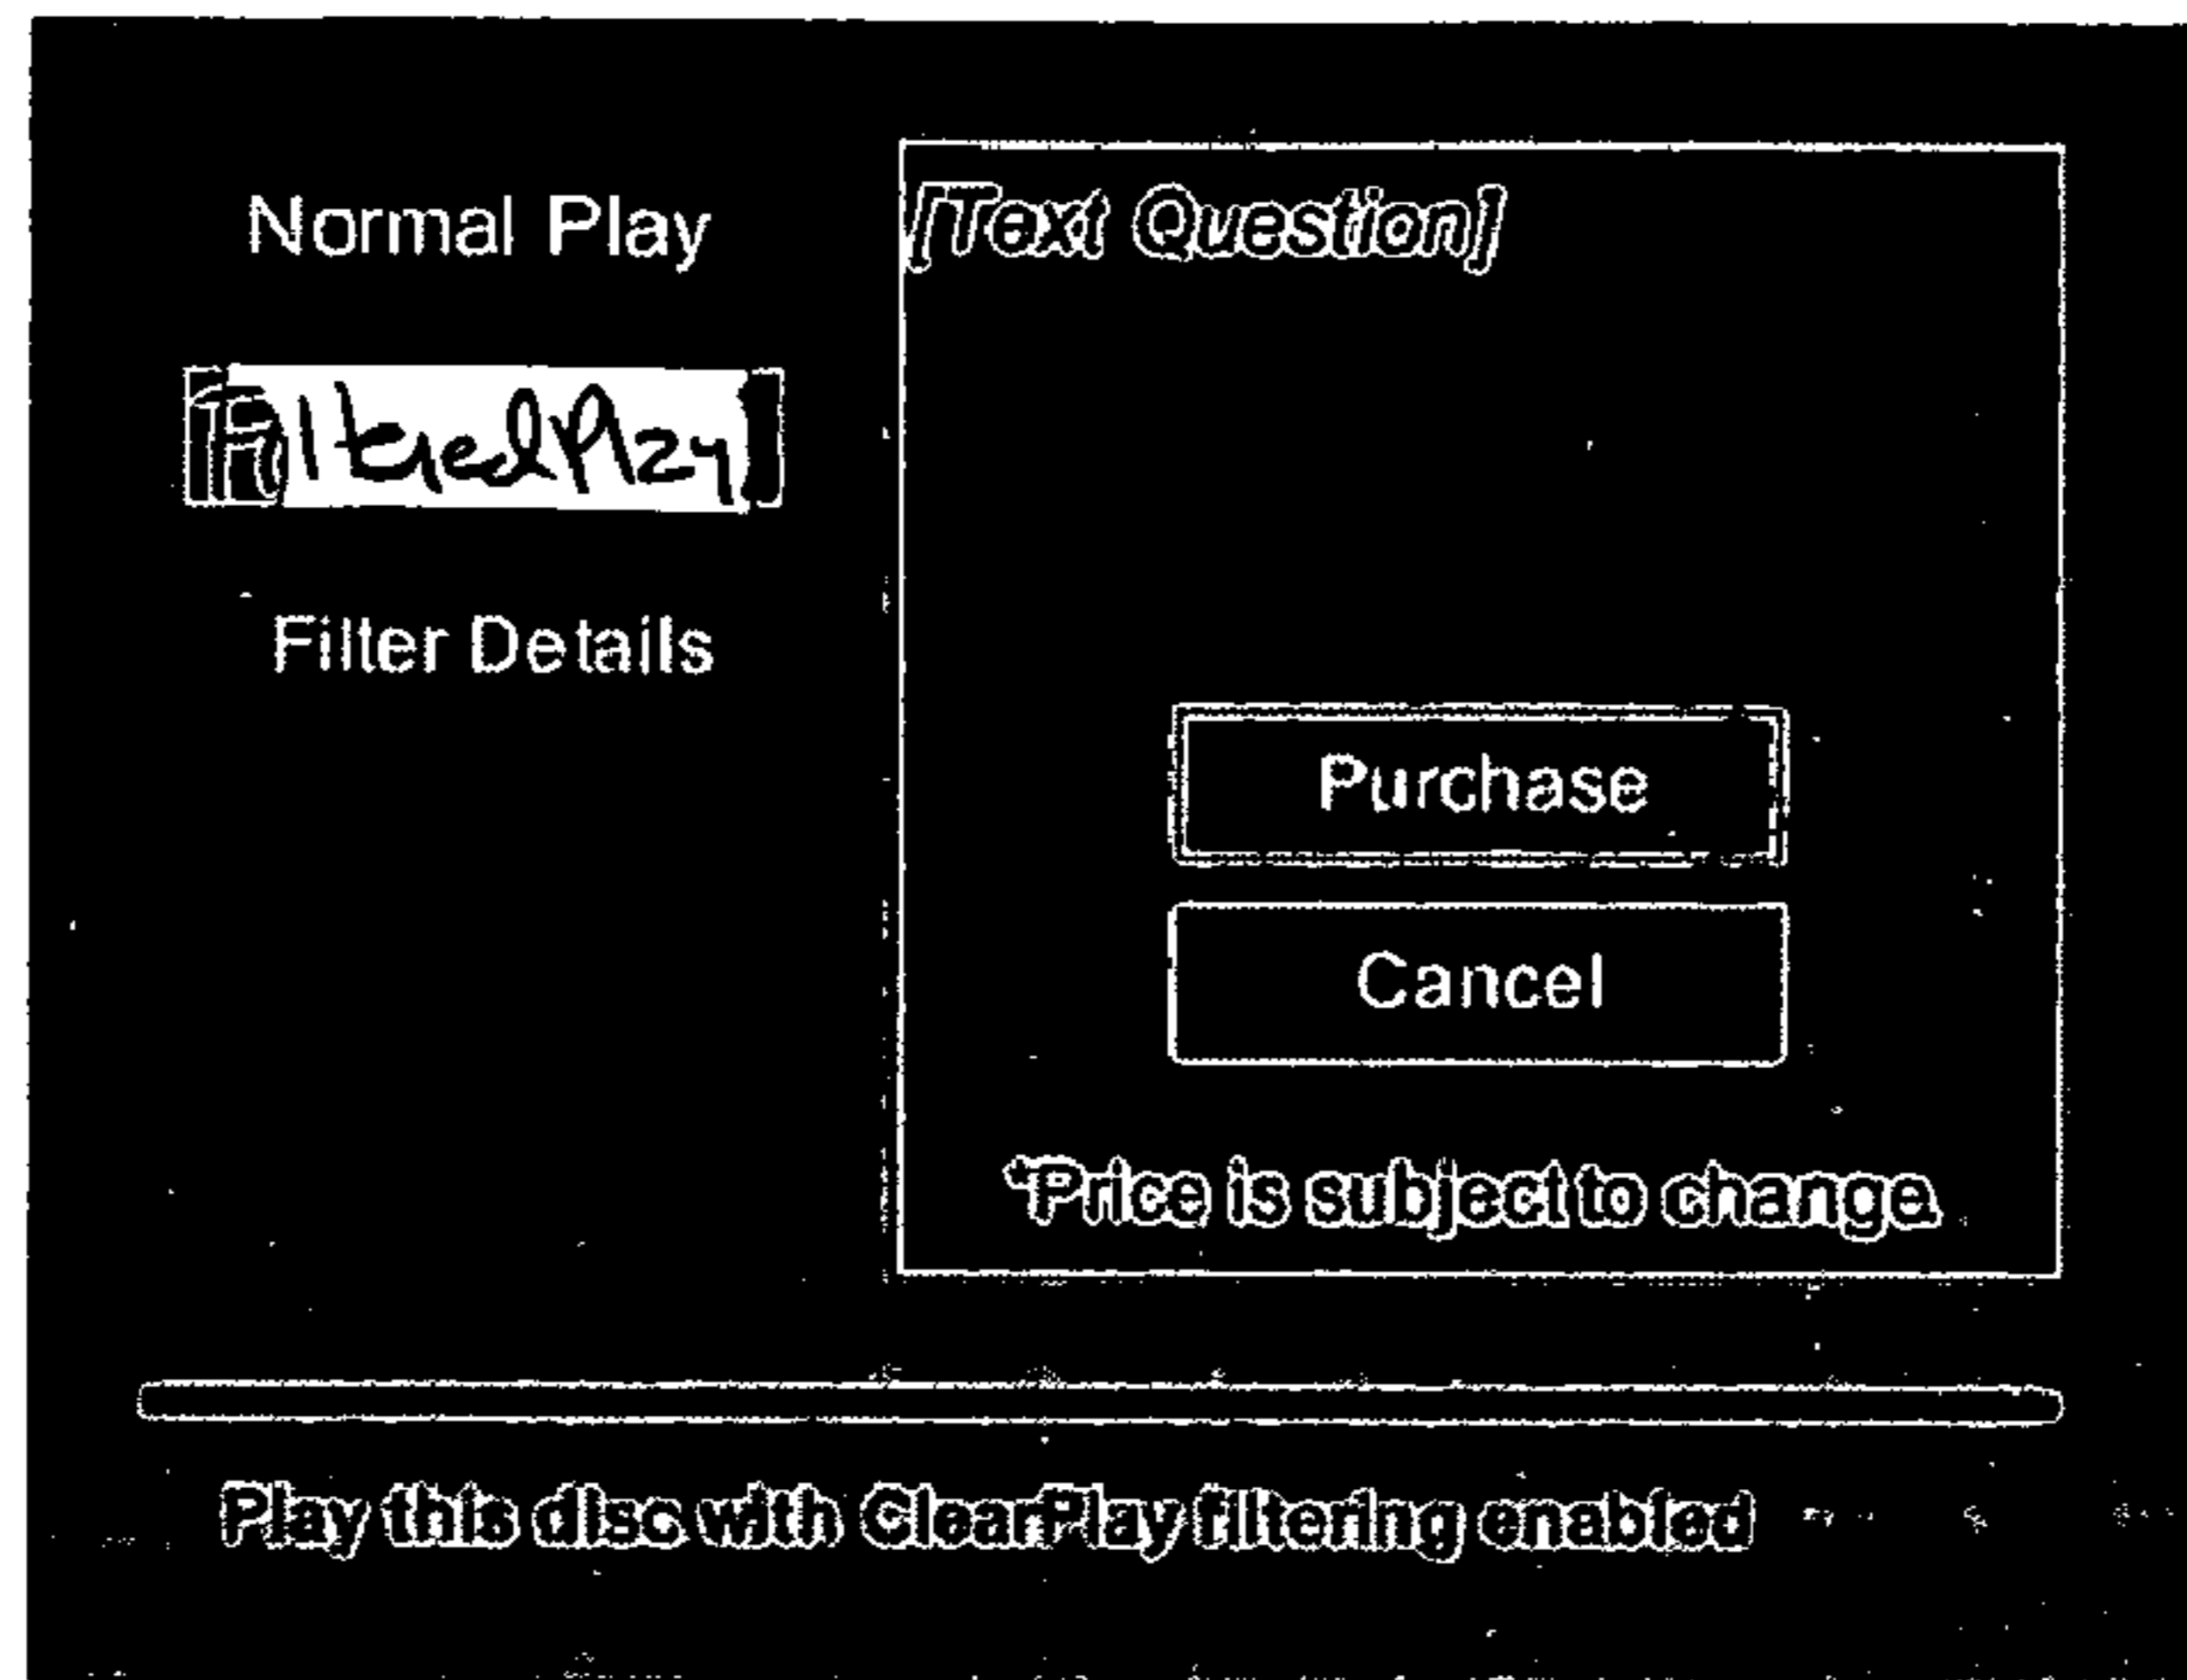 Normal Play
Filtered Play
Filter Details
[Text Question]
Purchase
Cancel
*Price is subject to change.
Play this disc with ClearPlay filtering enabled